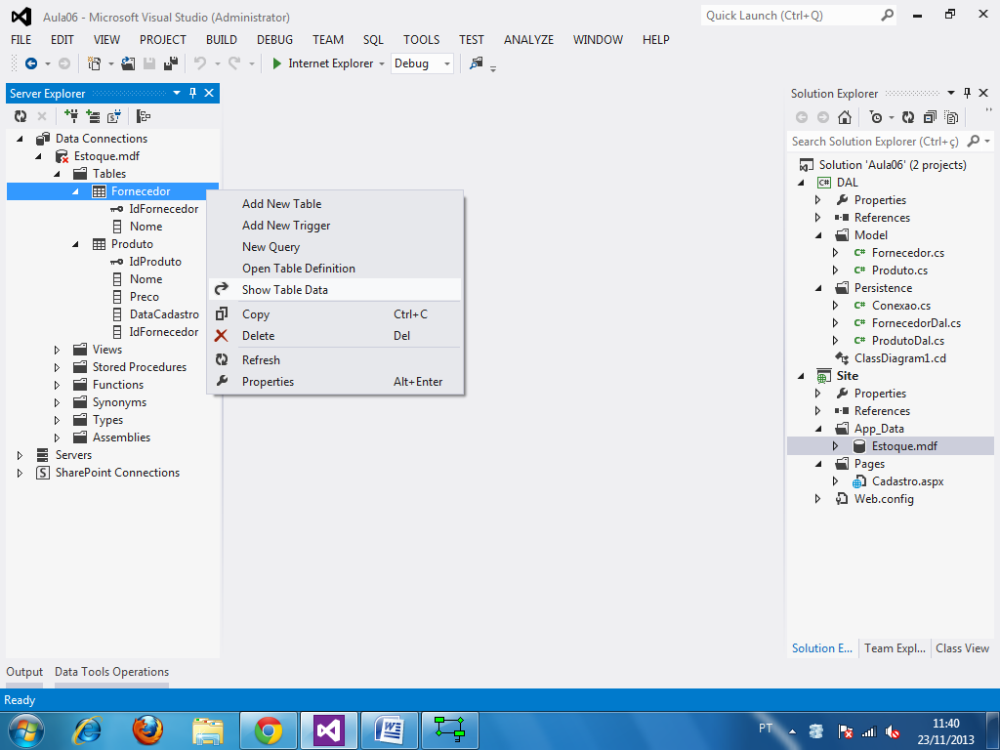 Aula06 - Microsoft Visual Studio (Administrator)
Quick Launch (Ctrl+Q)
FILE EDIT VIEW PROJECT BUILD DEBUG TEAM SQL TOOLS TEST ANALYZE WINDOW HELP
Internet Explorer Debug
Server Explorer
Data Connections
Estoque.mdf
Tables
Fornecedor
IdFornecedor
Nome
Produto
IdProduto
Nome
Preco
DataCadastro
IdFornecedor
Views
Stored Procedures
Functions
Synonyms
Types
Assemblies
Servers
SharePoint Connections
Add New Table
Add New Trigger
New Query
Open Table Definition
Show Table Data
Copy Ctrl+C
Delete Del
Refresh
Properties Alt+Enter
Solution Explorer
Search Solution Explorer (Ctrl+ç)
Solution 'Aula06' (2 projects)
DAL
Properties
References
Model
Fornecedor.cs
Produto.cs
Persistence
Conexao.cs
FornecedorDal.cs
ProdutoDal.cs
ClassDiagram1.cd
Site
Properties
References
App_Data
Estoque.mdf
Pages
Cadastro.aspx
Web.config
Solution E... Team Expl... Class View
Output Data Tools Operations
Ready
PT
11:40
23/11/2013